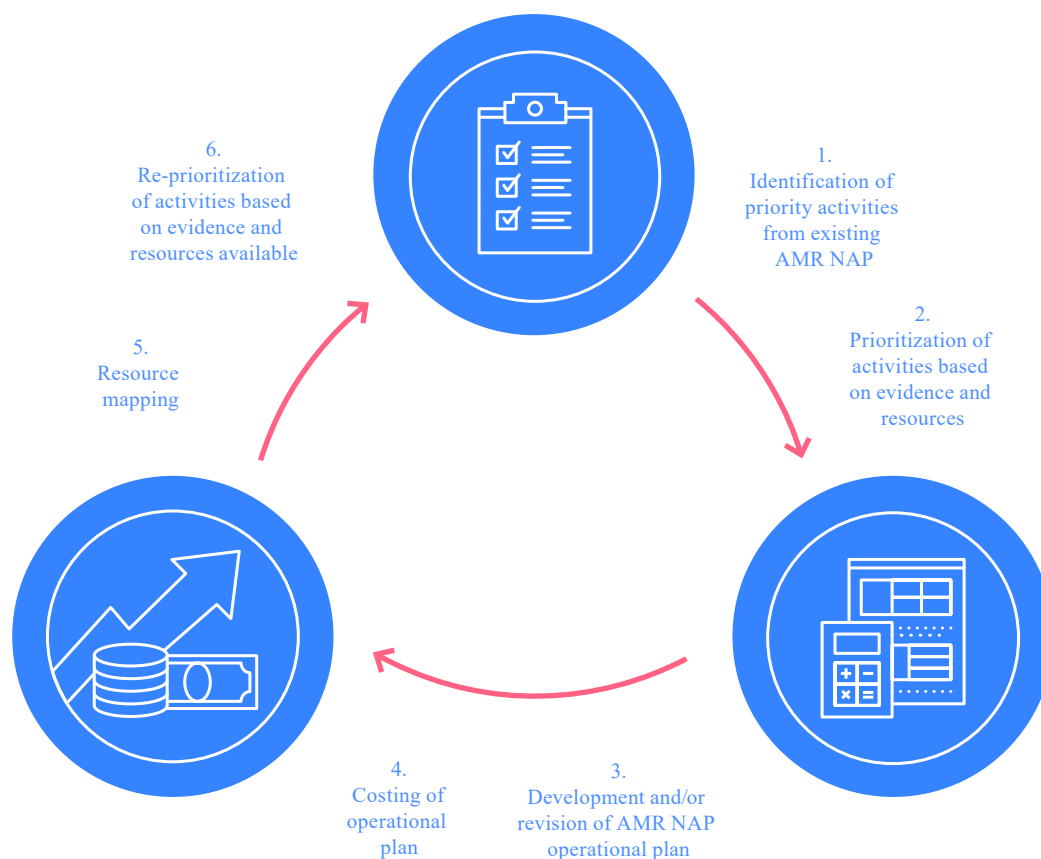 1.
Identification of
priority activities
from existing
AMR NAP
2.
Prioritization of
activities based
on evidence and
resources
3.
Development and/or
revision of AMR NAP
operational plan
4.
Costing of
operational
plan
5.
Resource
mapping
6.
Re-prioritization
of activities based
on evidence and
resources available